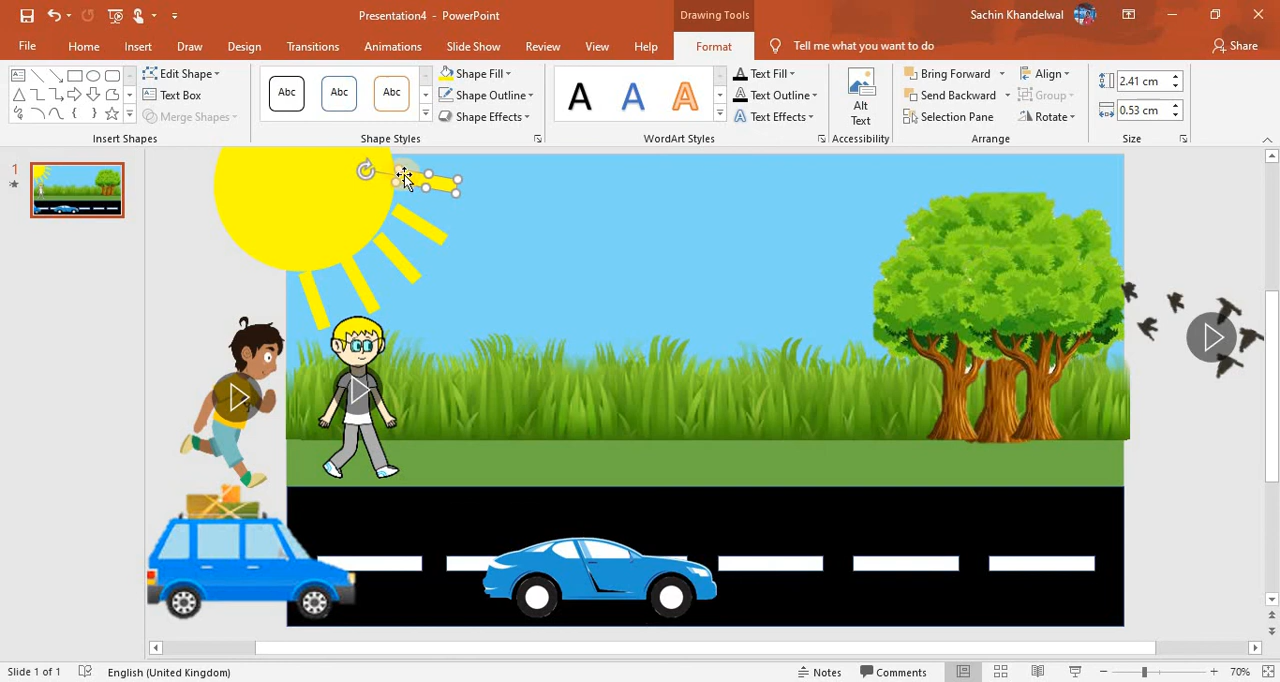 Presentation4 - PowerPoint
Drawing Tools
Sachin Khandelwal
File
Home
Insert
Draw
Design
Transitions
Animations
Slide Show
Review
View
Help
Format
Tell me what you want to do
Share
Edit Shape
Text Box
Merge Shapes
Insert Shapes
Abc
Abc
Abc
Shape Fill
Shape Outline
Shape Effects
Shape Styles
A
A
A
Text Fill
Text Outline
Text Effects
WordArt Styles
Alt
Text
Accessibility
Bring Forward
Send Backward
Selection Pane
Align
Group
Rotate
Arrange
2.41 cm
0.53 cm
Size
1
Slide 1 of 1
English (United Kingdom)
Notes
Comments
70%